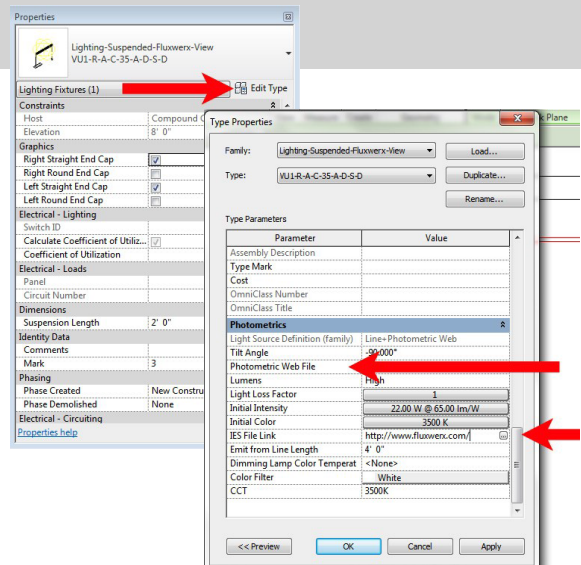 Properties
Lighting-Suspended-Fluxwerx-View
VU1-R-A-C-35-A-D-S-D
Lighting Fixtures (1)
Edit Type
Constraints
Host Compound C
Elevation 8' 0"
Graphics
Right Straight End Cap
Right Round End Cap
Left Straight End Cap
Left Round End Cap
Electrical - Lighting
Switch ID
Calculate Coefficient of Utiliz...
Coefficient of Utilization
Electrical - Loads
Panel
Circuit Number
Dimensions
Suspension Length 2' 0"
Identity Data
Comments
Mark 3
Phasing
Phase Created New Constru
Phase Demolished None
Electrical - Circuiting
Properties help
k Plane
Type Properties
Family: Lighting-Suspended-Fluxwerx-View Load...
Type: VU1-R-A-C-35-A-D-S-D Duplicate...
Rename...
Type Parameters
Parameter Value
Assembly Description
Type Mark
Cost
OmniClass Number
OmniClass Title
Photometrics
Light Source Definition (family) Line+Photometric Web
Tilt Angle -90.000°
Photometric Web File
Lumens High
Light Loss Factor 1
Initial Intensity 22.00 W @ 65.00 lm/W
Initial Color 3500 K
IES File Link http://www.fluxwerx.com/ ...
Emit from Line Length 4' 0"
Dimming Lamp Color Temperat <None>
Color Filter White
CCT 3500K
<< Preview OK Cancel Apply